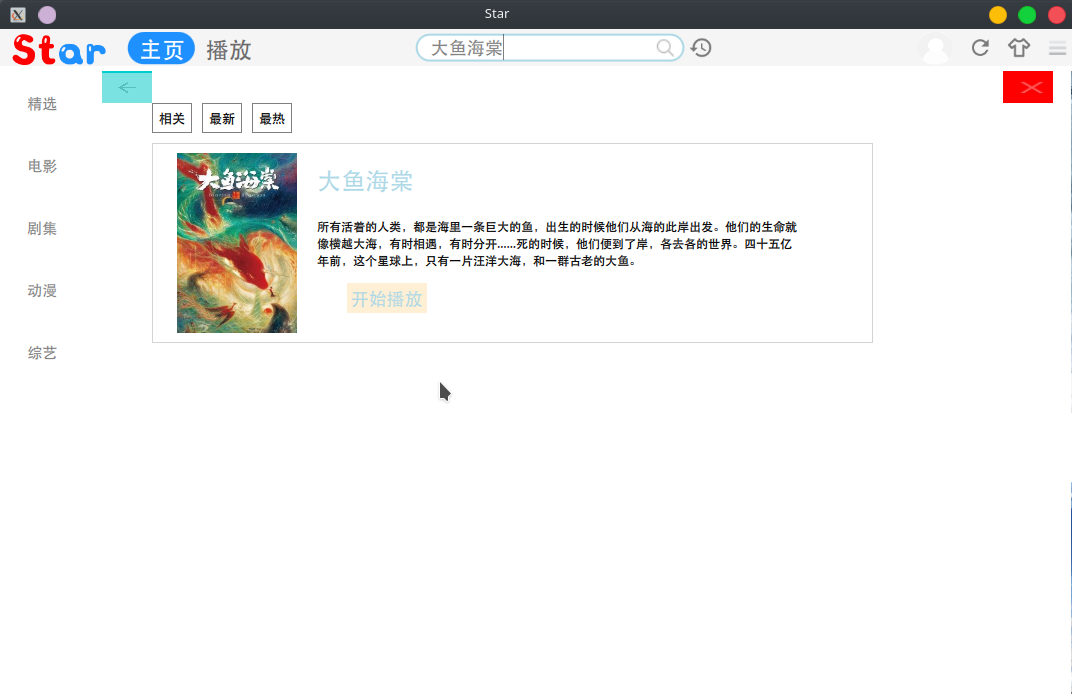 Star
Star
主页
播放
大鱼海棠
精选
电影
剧集
动漫
综艺
相关
最新
最热
大鱼海棠
大鱼海棠
所有活着的人类，都是海里一条巨大的鱼，出生的时候他们从海的此岸出发。他们的生命就
像横越大海，有时相遇，有时分开……死的时候，他们便到了岸，各去各的世界。四十五亿
年前，这个星球上，只有一片汪洋大海，和一群古老的大鱼。
开始播放